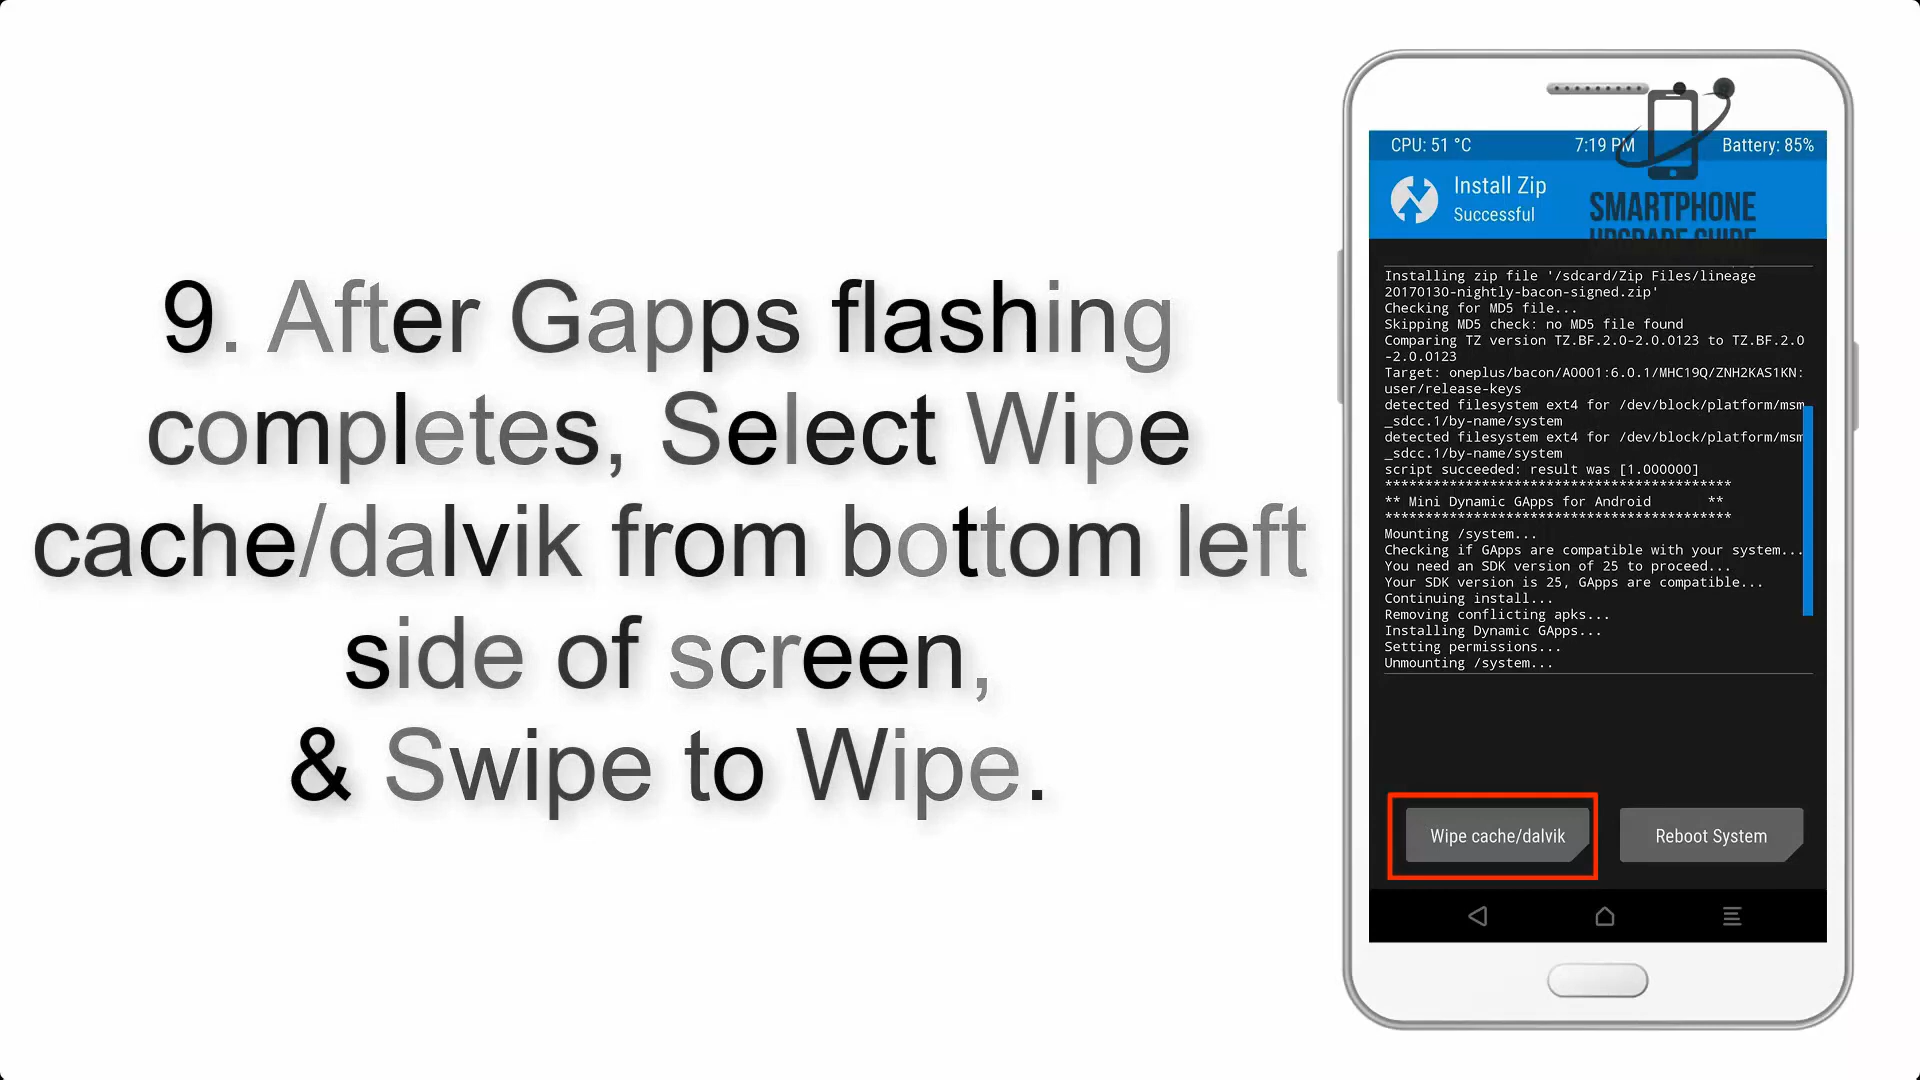 9. After Gapps flashing
completes, Select Wipe
cache/dalvik from bottom left
side of screen,
& Swipe to Wipe.
CPU: 51 °C 7:19 PM Battery: 85%
Install Zip
Successful
SMARTPHONE
UPGRADE GUIDE
Installing zip file '/sdcard/Zip Files/lineage
20170130-nightly-bacon-signed.zip'
Checking for MD5 file...
Skipping MD5 check: no MD5 file found
Comparing TZ version TZ.BF.2.0-2.0.0123 to TZ.BF.2.0
-2.0.0123
Target: oneplus/bacon/A0001:6.0.1/MHC19Q/ZNH2KAS1KN:
user/release-keys
detected filesystem ext4 for /dev/block/platform/msm
_sdcc.1/by-name/system
detected filesystem ext4 for /dev/block/platform/msm
_sdcc.1/by-name/system
script succeeded: result was [1.000000]
*******************************************
** Mini Dynamic GApps for Android **
*******************************************
Mounting /system...
Checking if GApps are compatible with your system...
You need an SDK version of 25 to proceed...
Your SDK version is 25, GApps are compatible...
Continuing install...
Removing conflicting apks...
Installing Dynamic GApps...
Setting permissions...
Unmounting /system...
Wipe cache/dalvik Reboot System